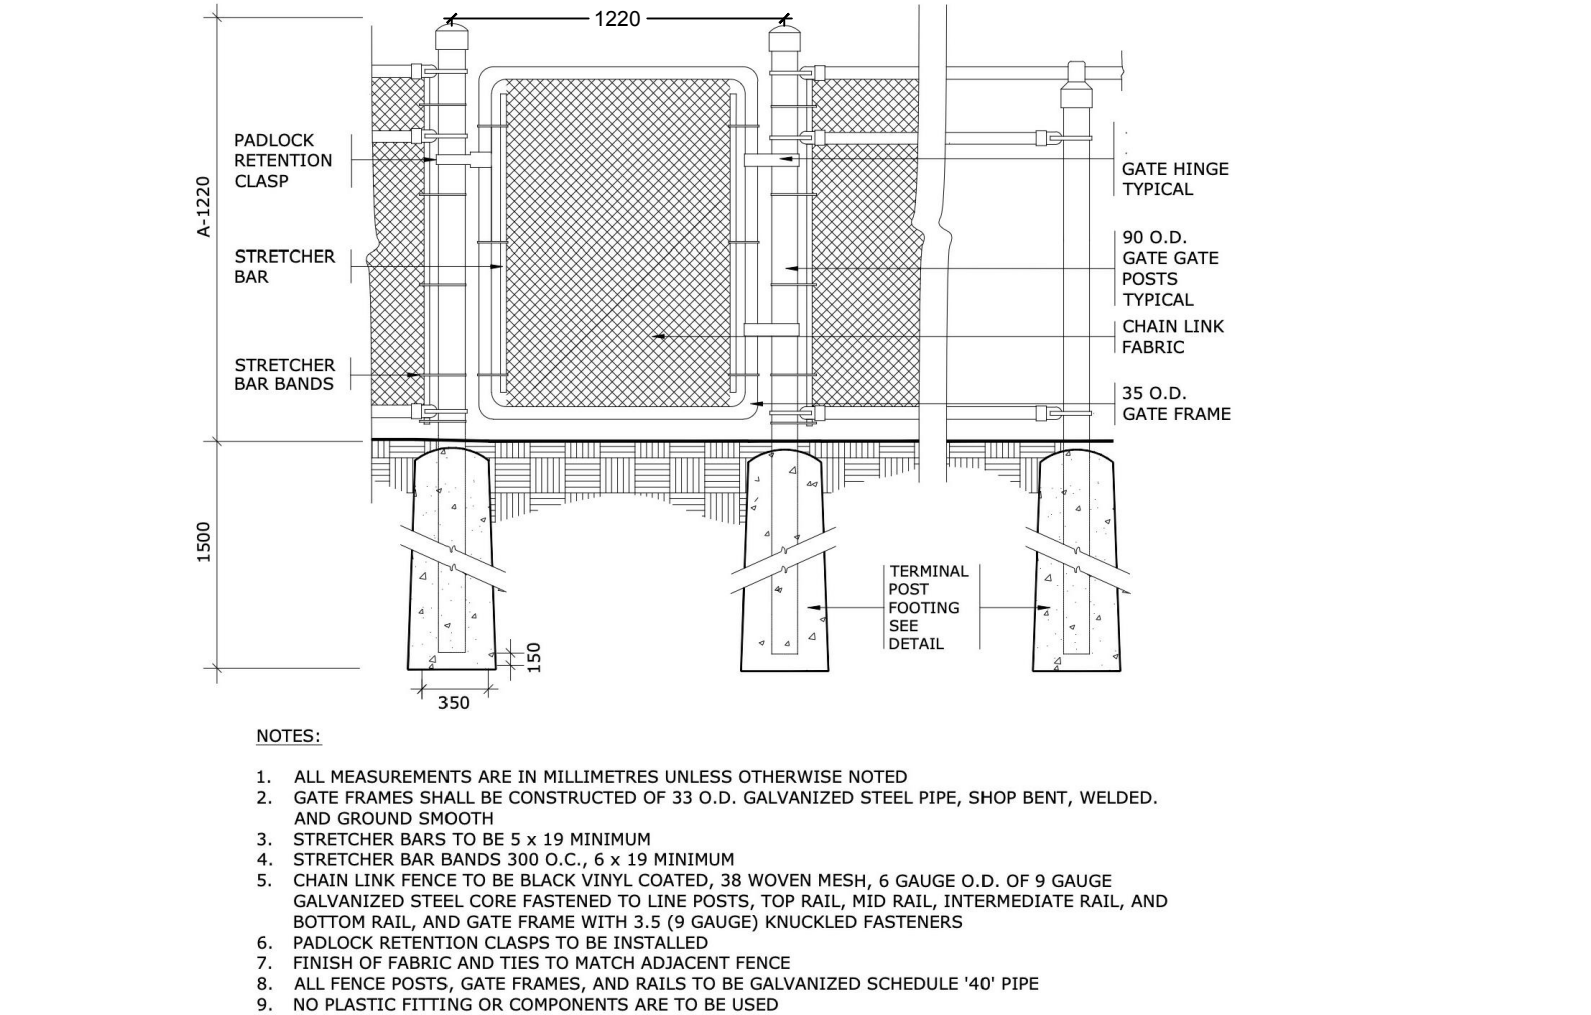 1220
PADLOCK
RETENTION
CLASP
A-1220
STRETCHER
BAR
STRETCHER
BAR BANDS
GATE HINGE
TYPICAL
90 O.D.
GATE GATE
POSTS
TYPICAL
CHAIN LINK
FABRIC
35 O.D.
GATE FRAME
1500
TERMINAL
POST
FOOTING
SEE
DETAIL
150
350
NOTES:
1. ALL MEASUREMENTS ARE IN MILLIMETRES UNLESS OTHERWISE NOTED
2. GATE FRAMES SHALL BE CONSTRUCTED OF 33 O.D. GALVANIZED STEEL PIPE, SHOP BENT, WELDED.
AND GROUND SMOOTH
3. STRETCHER BARS TO BE 5 x 19 MINIMUM
4. STRETCHER BAR BANDS 300 O.C., 6 x 19 MINIMUM
5. CHAIN LINK FENCE TO BE BLACK VINYL COATED, 38 WOVEN MESH, 6 GAUGE O.D. OF 9 GAUGE
GALVANIZED STEEL CORE FASTENED TO LINE POSTS, TOP RAIL, MID RAIL, INTERMEDIATE RAIL, AND
BOTTOM RAIL, AND GATE FRAME WITH 3.5 (9 GAUGE) KNUCKLED FASTENERS
6. PADLOCK RETENTION CLASPS TO BE INSTALLED
7. FINISH OF FABRIC AND TIES TO MATCH ADJACENT FENCE
8. ALL FENCE POSTS, GATE FRAMES, AND RAILS TO BE GALVANIZED SCHEDULE '40' PIPE
9. NO PLASTIC FITTING OR COMPONENTS ARE TO BE USED